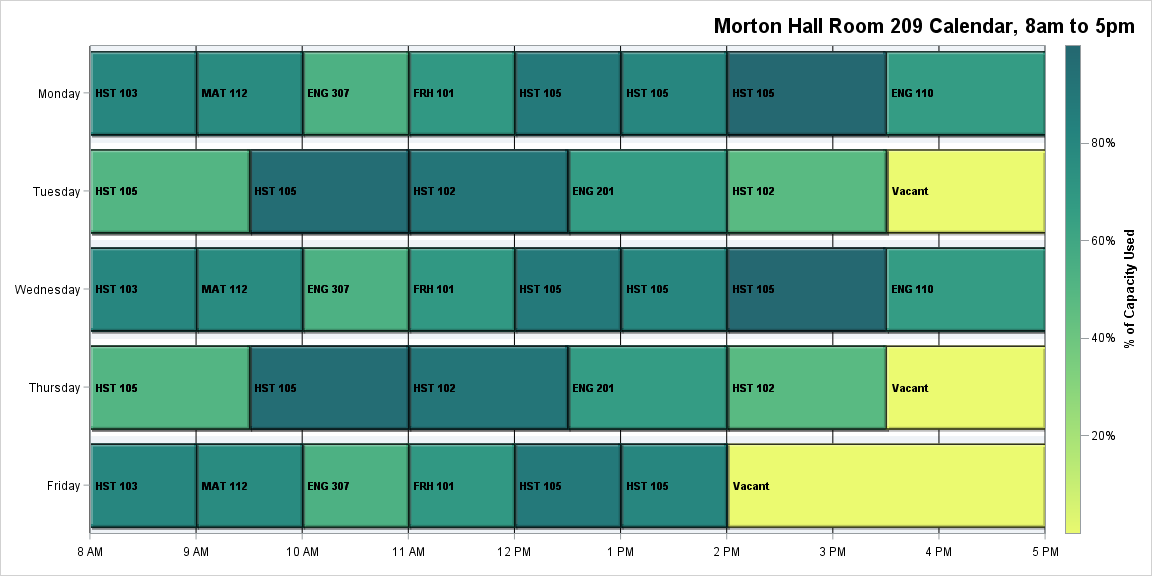 Morton Hall Room 209 Calendar, 8am to 5pm
Monday HST 103 MAT 112 ENG 307 FRH 101 HST 105 HST 105 HST 105 ENG 110
Tuesday HST 105 HST 105 HST 102 ENG 201 HST 102 Vacant
Wednesday HST 103 MAT 112 ENG 307 FRH 101 HST 105 HST 105 HST 105 ENG 110
Thursday HST 105 HST 105 HST 102 ENG 201 HST 102 Vacant
Friday HST 103 MAT 112 ENG 307 FRH 101 HST 105 HST 105 Vacant
8 AM 9 AM 10 AM 11 AM 12 PM 1 PM 2 PM 3 PM 4 PM 5 PM
80%
60%
40%
20%
% of Capacity Used